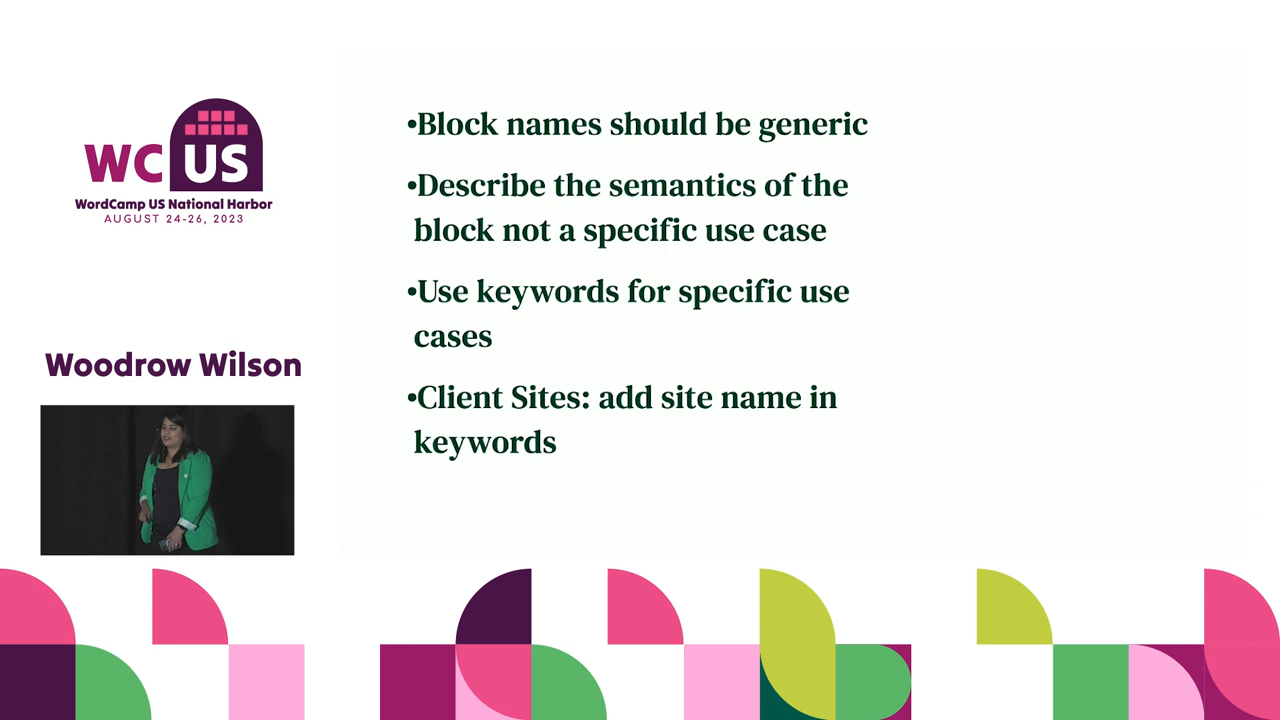 WC US
WordCamp US National Harbor
AUGUST 24-26, 2023
Woodrow Wilson
•Block names should be generic
•Describe the semantics of the
block not a specific use case
•Use keywords for specific use
cases
•Client Sites: add site name in
keywords